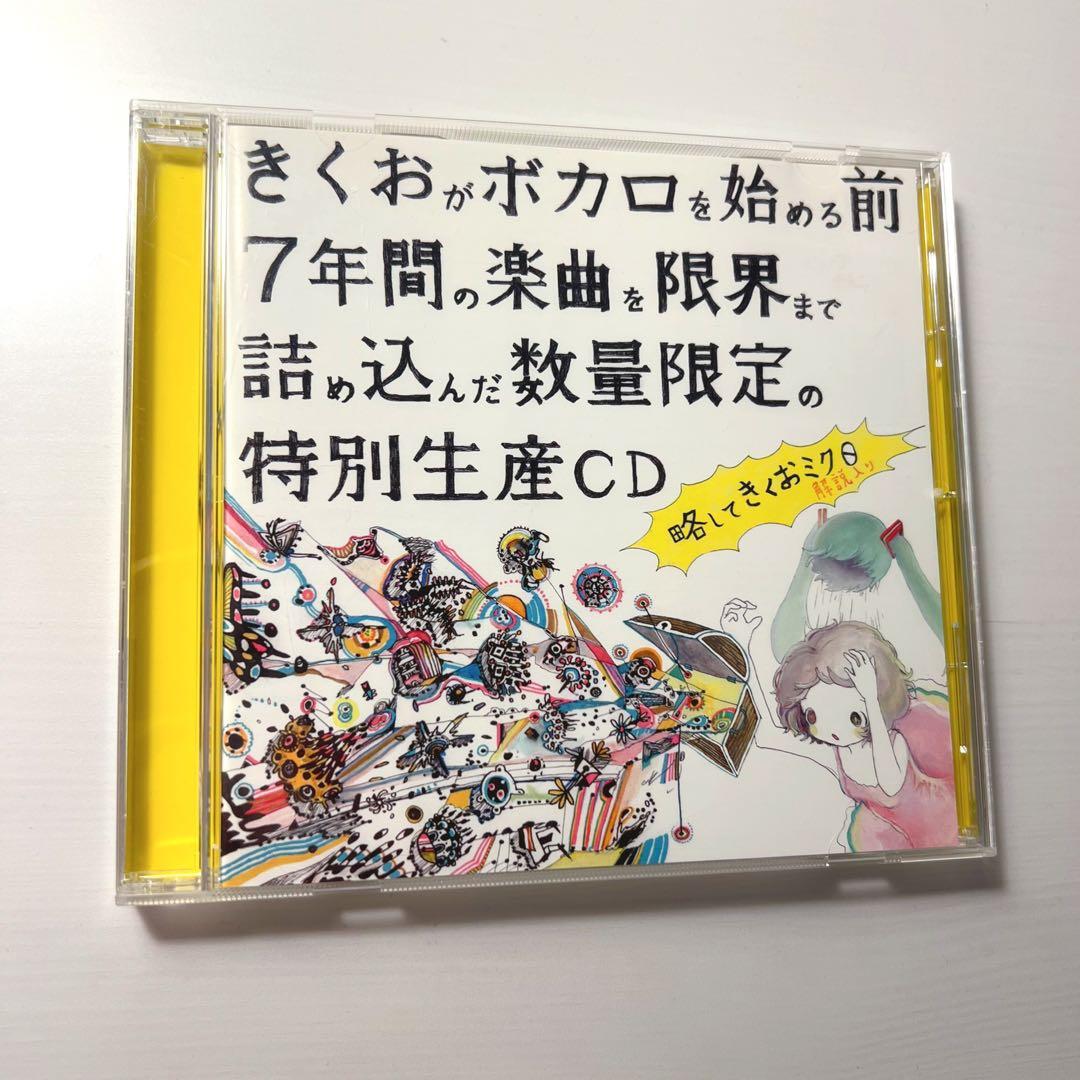 きくおがボカロを始める前
7年間の楽曲を限界まで
詰め込んだ数量限定の
特別生産CD
略してきくおミク0
解説入り